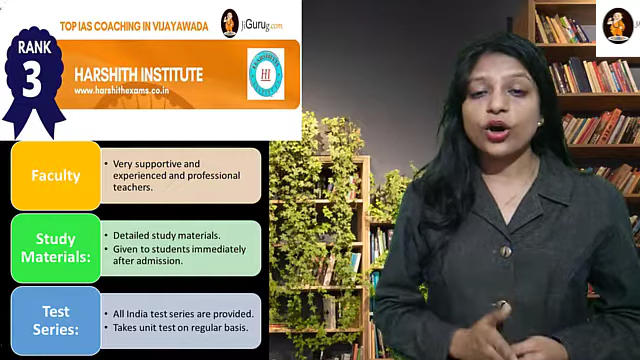 TOP IAS COACHING IN VIJAYAWADA
JiGurug.com
RANK
3
HARSHITH INSTITUTE
www.harshithexams.co.in
HI
Faculty
• Very supportive and
experienced and professional
teachers.
Study
Materials:
• Detailed study materials.
• Given to students immediately
after admission.
Test
Series:
• All India test series are provided.
• Takes unit test on regular basis.